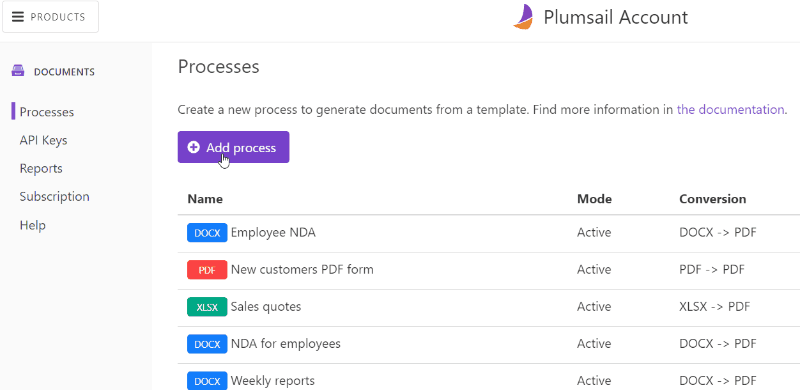 PRODUCTS
Plumsail Account
DOCUMENTS
Processes
API Keys
Reports
Subscription
Help
Processes
Create a new process to generate documents from a template. Find more information in the documentation.
Add process
Name Mode Conversion
DOCX Employee NDA Active DOCX -> PDF
PDF New customers PDF form Active PDF -> PDF
XLSX Sales quotes Active XLSX -> PDF
DOCX NDA for employees Active DOCX -> PDF
DOCX Weekly reports Active DOCX -> PDF